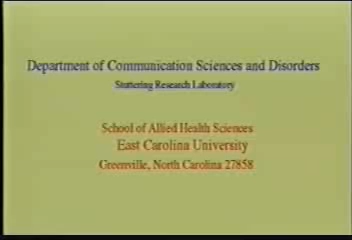 Department of Communication Sciences and Disorders
Stuttering Research Laboratory
School of Allied Health Sciences
East Carolina University
Greenville, North Carolina 27858